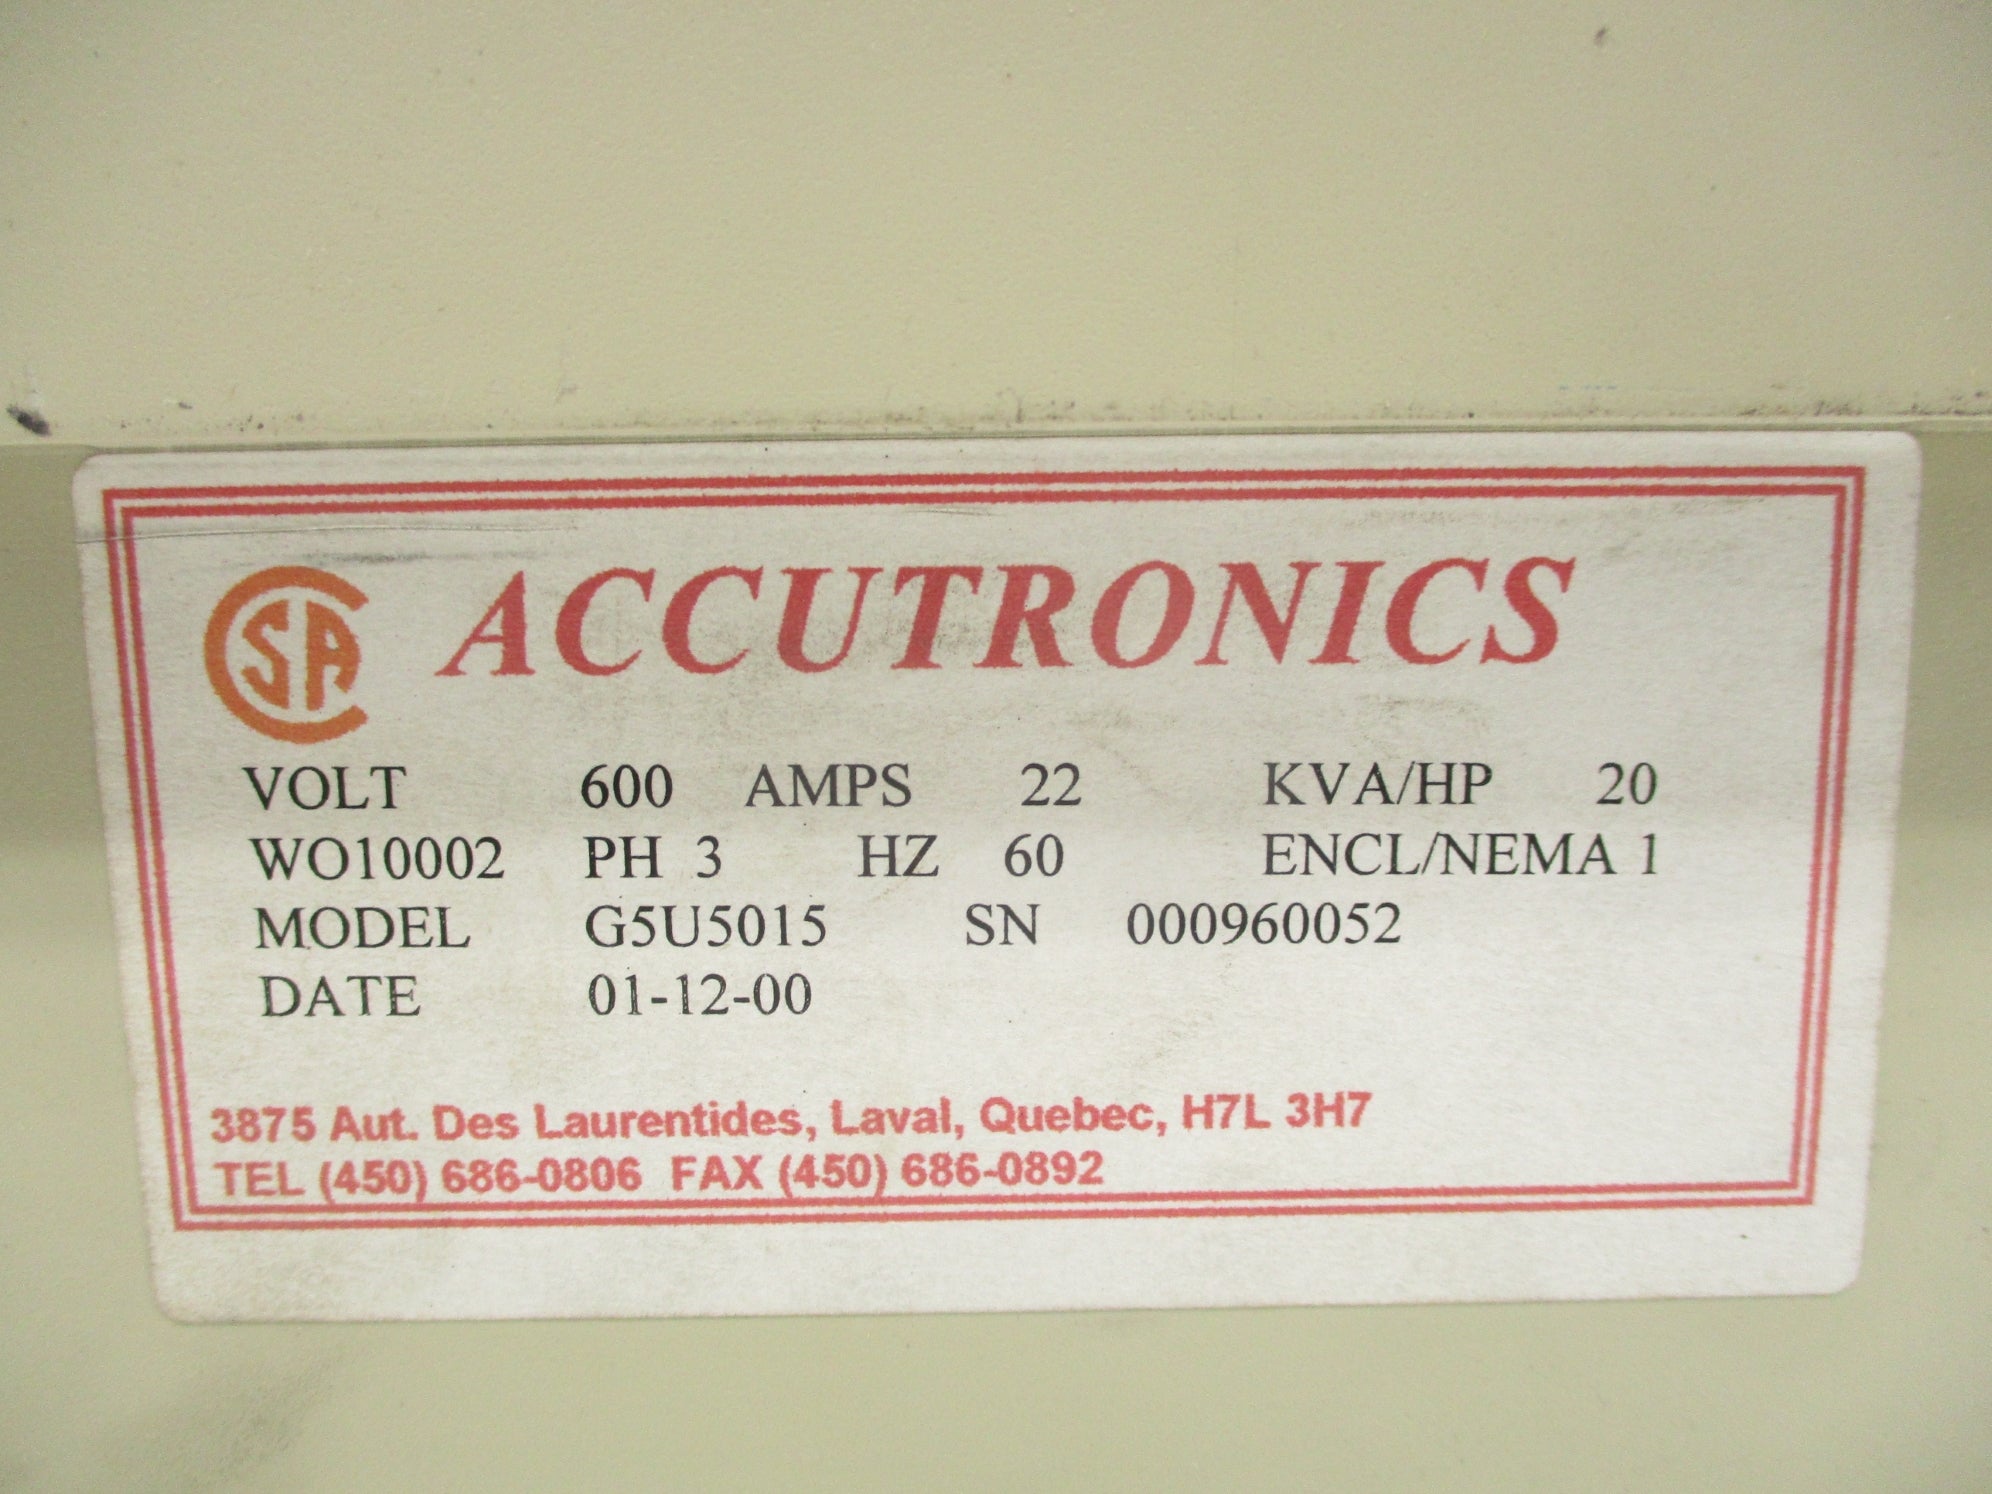 CSA ACCUTRONICS
VOLT 600 AMPS 22 KVA/HP 20
WO10002 PH 3 HZ 60 ENCL/NEMA 1
MODEL G5U5015 SN 000960052
DATE 01-12-00
3875 Aut. Des Laurentides, Laval, Quebec, H7L 3H7
TEL (450) 686-0806 FAX (450) 686-0892